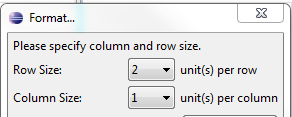 Format...
Please specify column and row size.
Row Size: 2 unit(s) per row
Column Size: 1 unit(s) per column